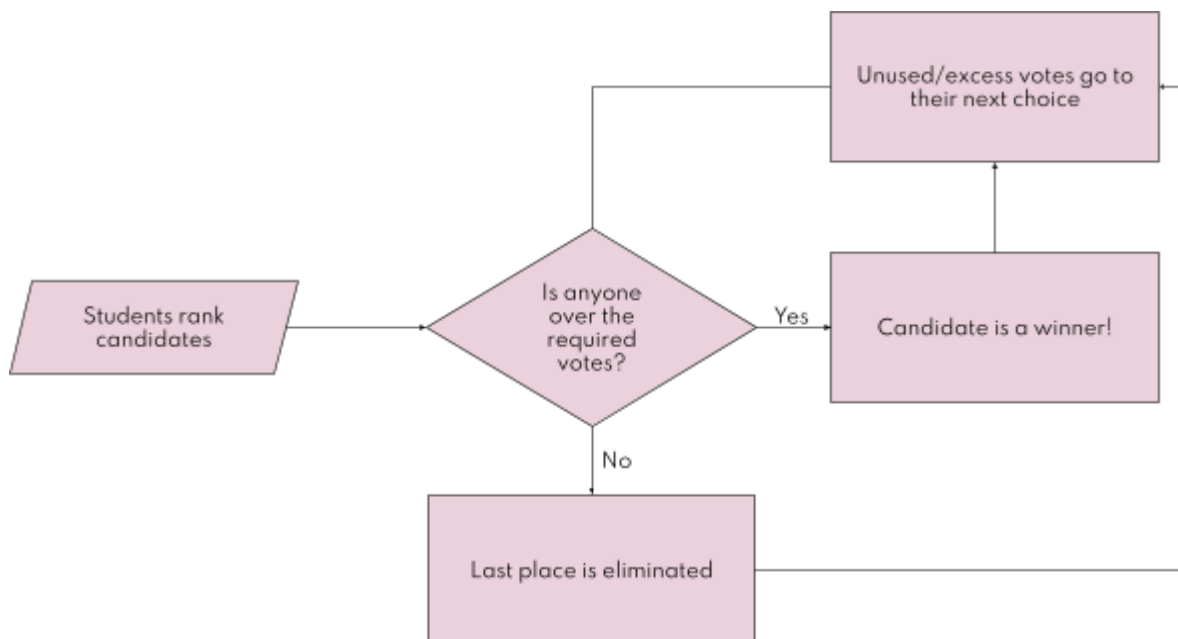 Unused/excess votes go to
their next choice
Students rank
candidates
Is anyone
over the
required
votes?
Yes
Candidate is a winner!
No
Last place is eliminated